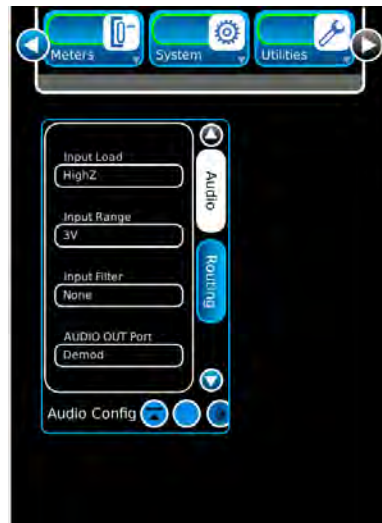 Meters
System
Utilities
Input Load
HighZ
Input Range
3V
Input Filter
None
AUDIO OUT Port
Demod
Audio
Routing
Audio Config